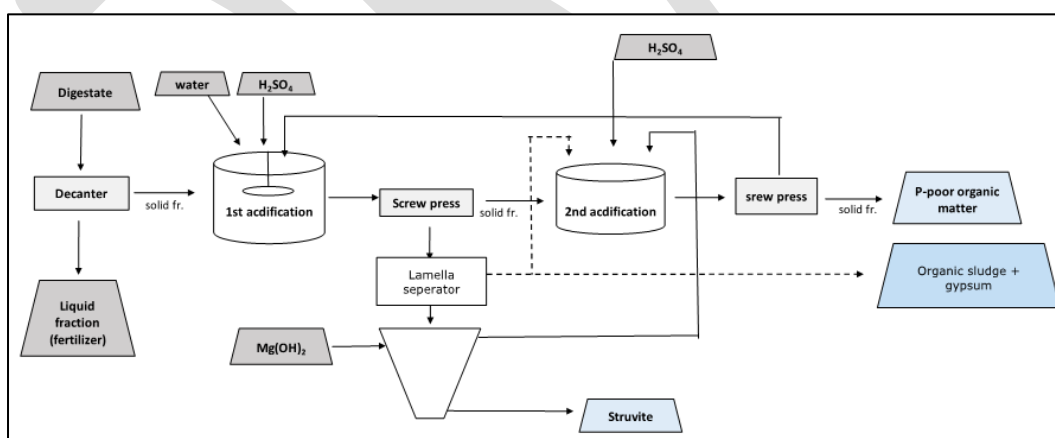 H₂SO₄
Digestate
water
H₂SO₄
Decanter
solid fr.
1st acdification
Screw press
solid fr.
2nd acdification
srew press
solid fr.
P-poor organic
matter
Lamella
seperator
Organic sludge +
gypsum
Liquid
fraction
(fertilizer)
Mg(OH)₂
Struvite